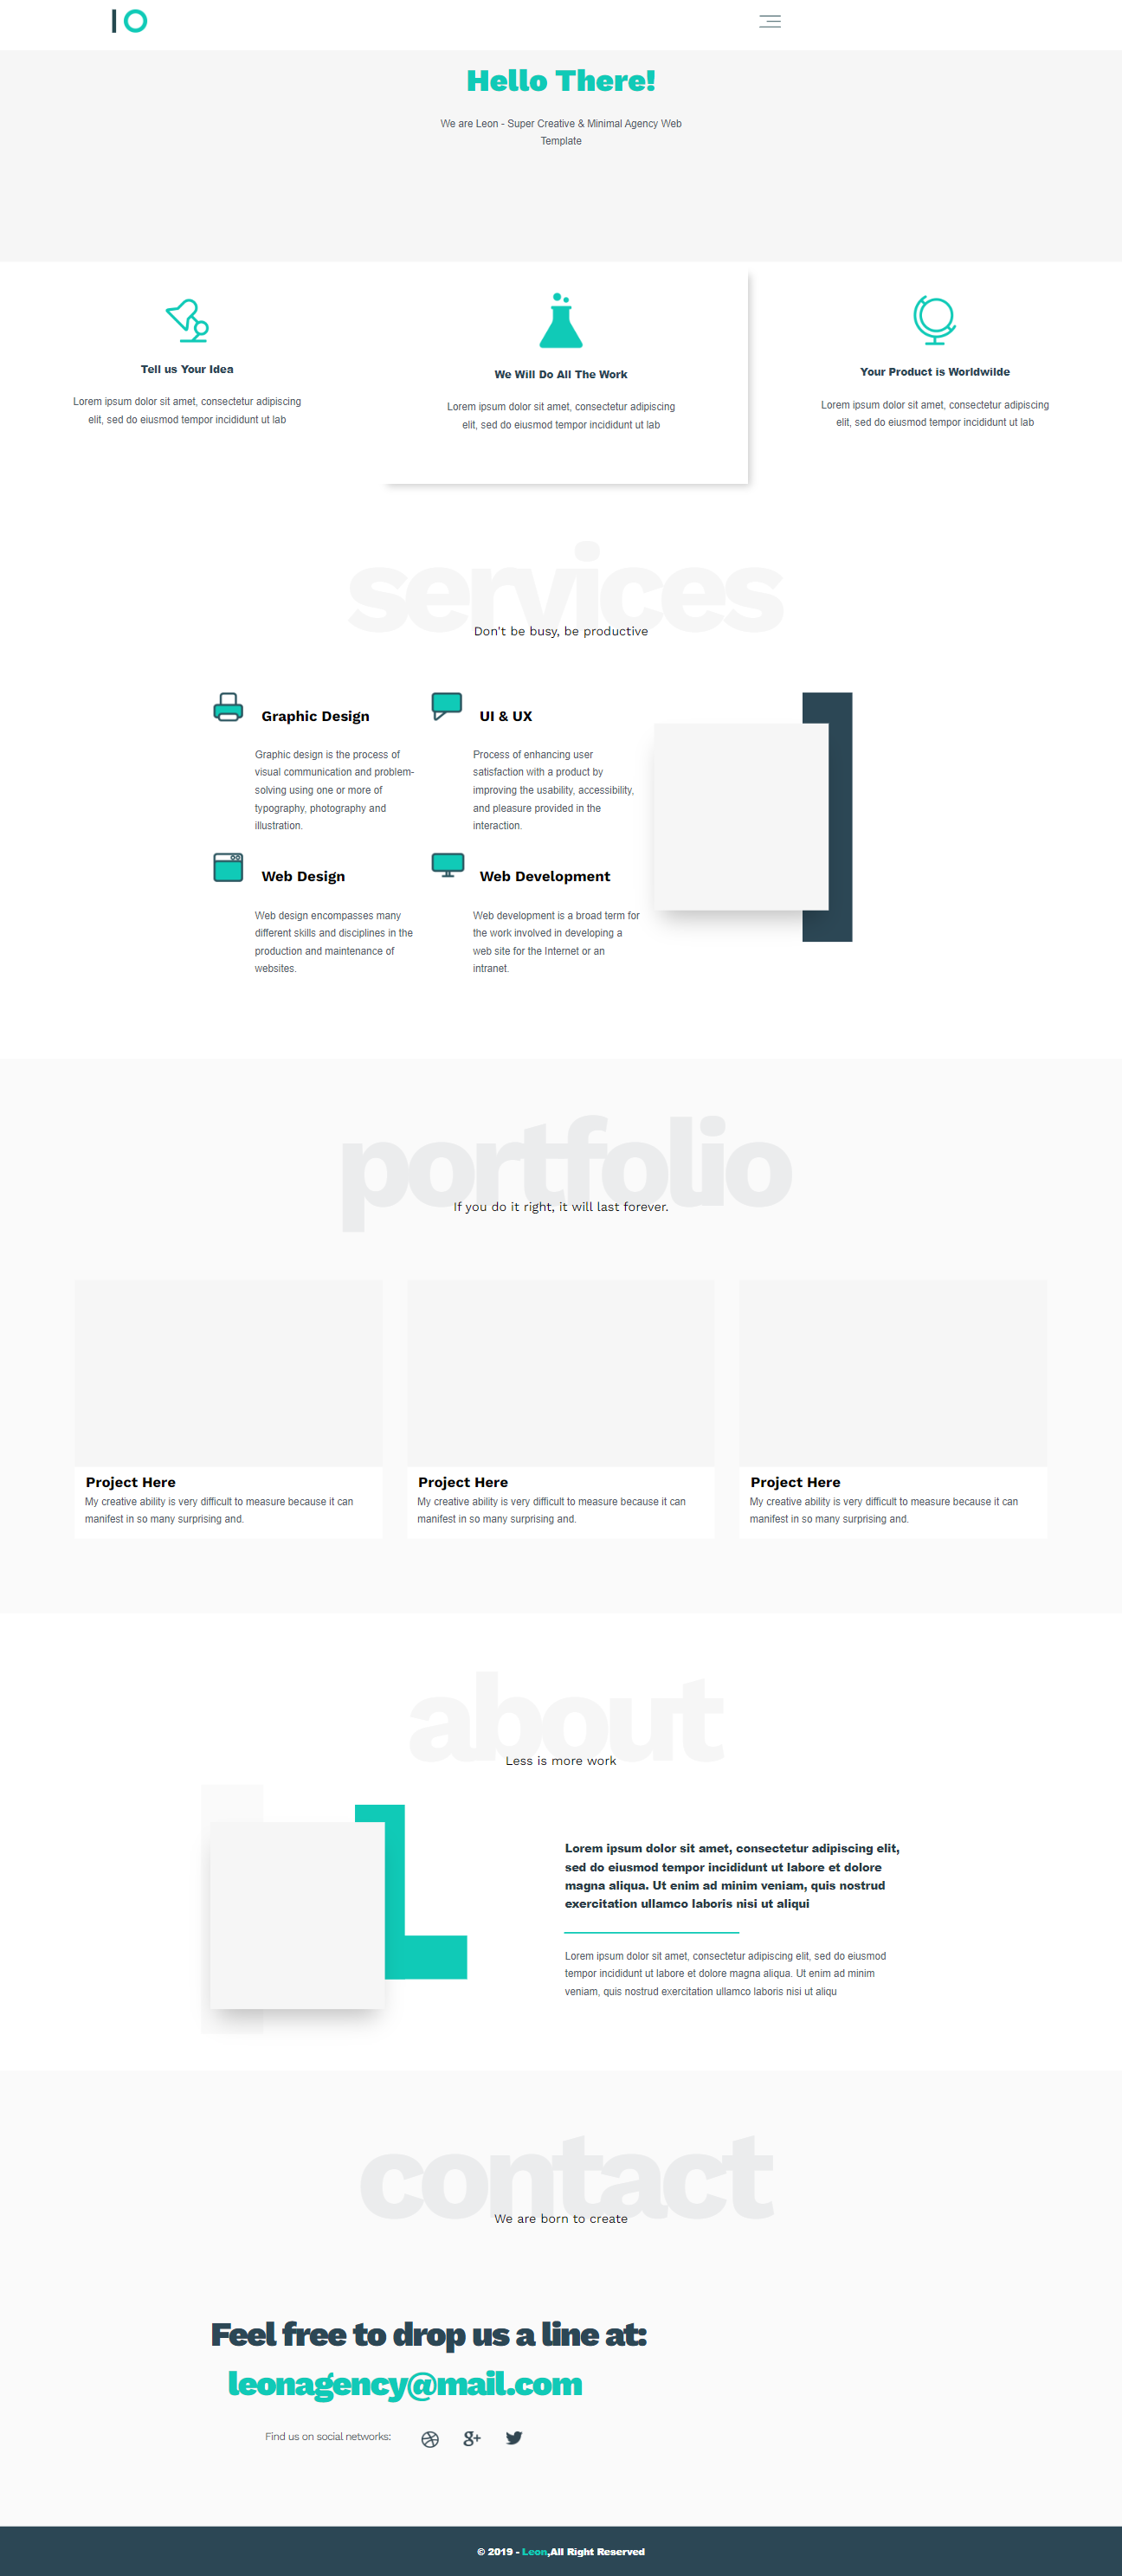 Hello There!
We are Leon - Super Creative & Minimal Agency Web
Template
Tell us Your Idea
Lorem ipsum dolor sit amet, consectetur adipiscing
elit, sed do eiusmod tempor incididunt ut lab
We Will Do All The Work
Lorem ipsum dolor sit amet, consectetur adipiscing
elit, sed do eiusmod tempor incididunt ut lab
Your Product is Worldwilde
Lorem ipsum dolor sit amet, consectetur adipiscing
elit, sed do eiusmod tempor incididunt ut lab
services
Don't be busy, be productive
Graphic Design
Graphic design is the process of
visual communication and problem-
solving using one or more of
typography, photography and
illustration.
UI & UX
Process of enhancing user
satisfaction with a product by
improving the usability, accessibility,
and pleasure provided in the
interaction.
Web Design
Web design encompasses many
different skills and disciplines in the
production and maintenance of
websites.
Web Development
Web development is a broad term for
the work involved in developing a
web site for the Internet or an
intranet.
portfolio
If you do it right, it will last forever.
Project Here
My creative ability is very difficult to measure because it can
manifest in so many surprising and.
Project Here
My creative ability is very difficult to measure because it can
manifest in so many surprising and.
Project Here
My creative ability is very difficult to measure because it can
manifest in so many surprising and.
about
Less is more work
Lorem ipsum dolor sit amet, consectetur adipiscing elit,
sed do eiusmod tempor incididunt ut labore et dolore
magna aliqua. Ut enim ad minim veniam, quis nostrud
exercitation ullamco laboris nisi ut aliqui
Lorem ipsum dolor sit amet, consectetur adipiscing elit, sed do eiusmod
tempor incididunt ut labore et dolore magna aliqua. Ut enim ad minim
veniam, quis nostrud exercitation ullamco laboris nisi ut aliqu
contact
We are born to create
Feel free to drop us a line at:
leonagency@mail.com
Find us on social networks:
g+
© 2019 - Leon,All Right Reserved